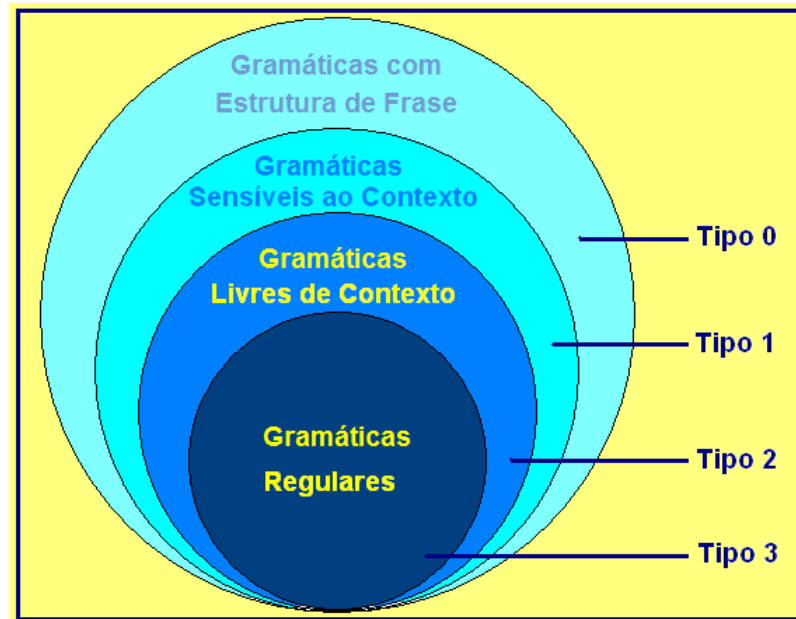 Gramáticas com
Estrutura de Frase
Gramáticas
Sensíveis ao Contexto
Gramáticas
Livres de Contexto
Gramáticas
Regulares
Tipo 0
Tipo 1
Tipo 2
Tipo 3